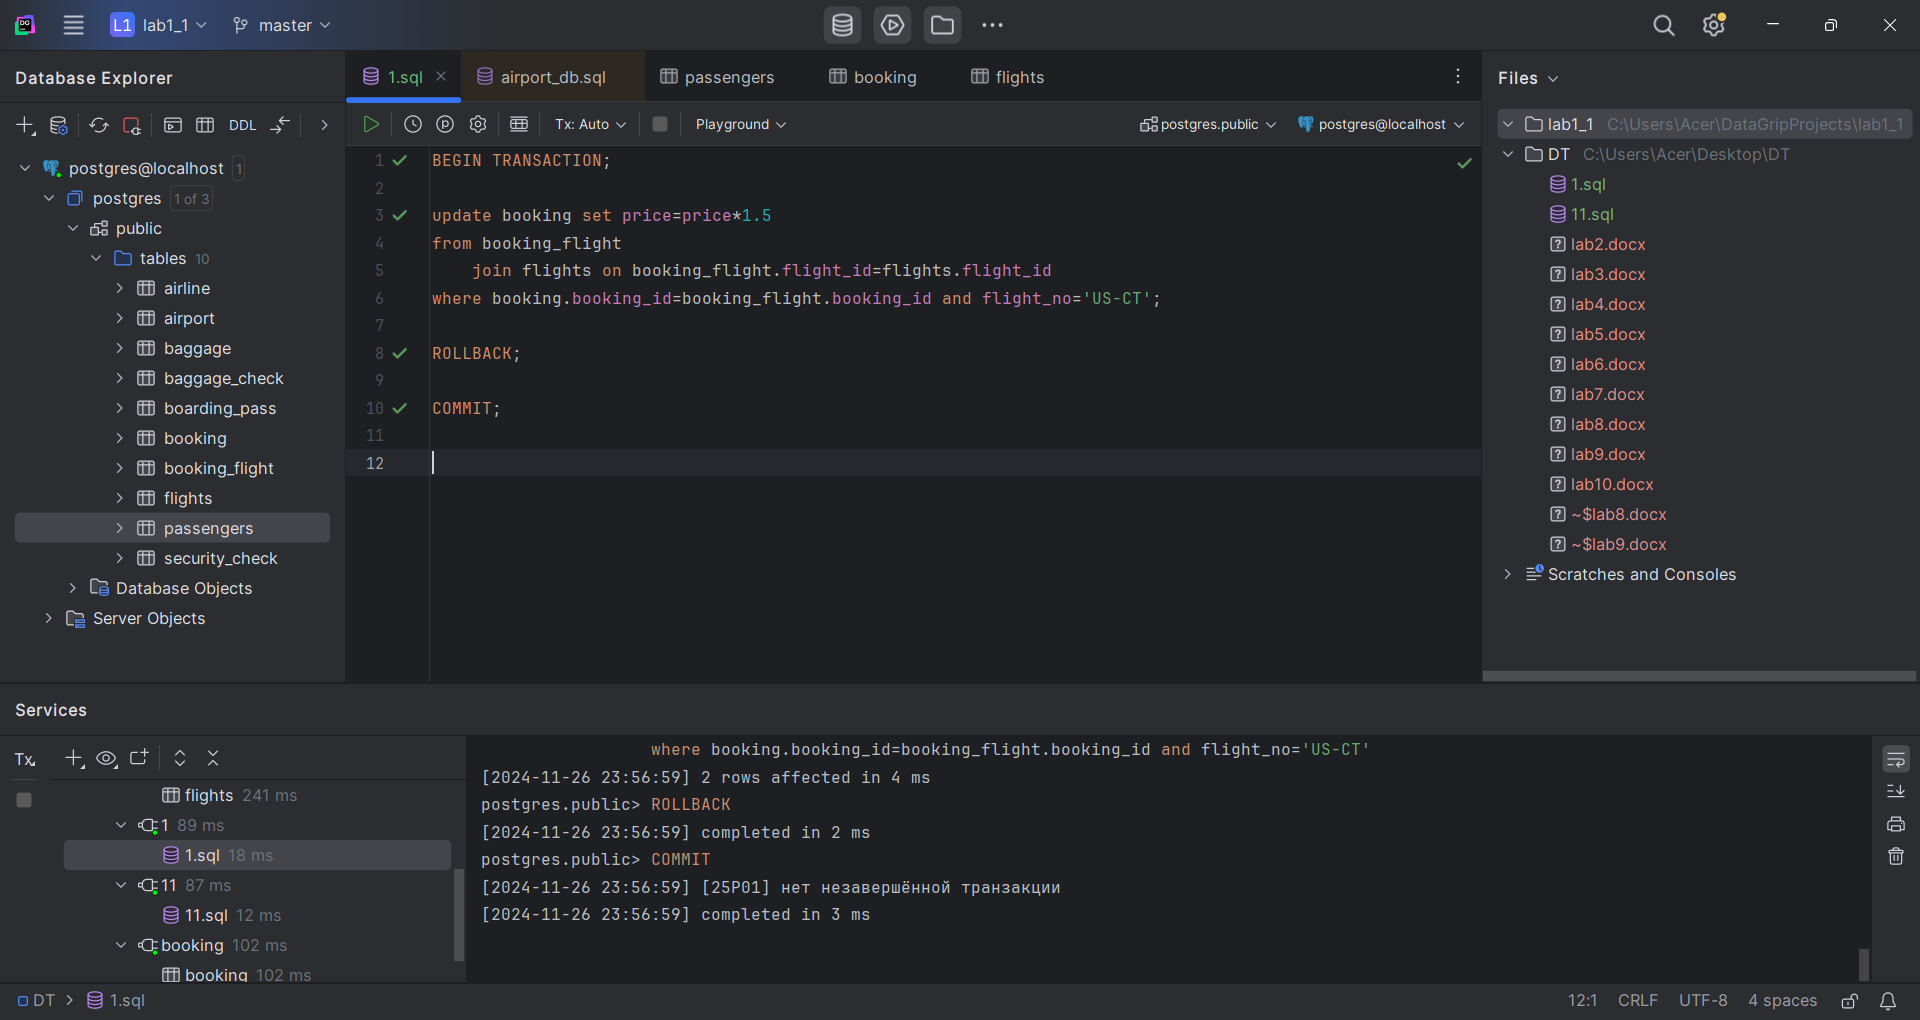 L1 lab1_1 master
Database Explorer
DDL
postgres@localhost 1
postgres 1 of 3
public
tables 10
airline
airport
baggage
baggage_check
boarding_pass
booking
booking_flight
flights
passengers
security_check
Database Objects
Server Objects
1.sql airport_db.sql passengers booking flights
Tx: Auto Playground postgres.public postgres@localhost
1 BEGIN TRANSACTION;
2
3 update booking set price=price*1.5
4 from booking_flight
5 join flights on booking_flight.flight_id=flights.flight_id
6 where booking.booking_id=booking_flight.booking_id and flight_no='US-CT';
7
8 ROLLBACK;
9
10 COMMIT;
11
12
Files
lab1_1 C:\Users\Acer\DataGripProjects\lab1_1
DT C:\Users\Acer\Desktop\DT
1.sql
11.sql
lab2.docx
lab3.docx
lab4.docx
lab5.docx
lab6.docx
lab7.docx
lab8.docx
lab9.docx
lab10.docx
~$lab8.docx
~$lab9.docx
Scratches and Consoles
Services
Tx
flights 241 ms
1 89 ms
1.sql 18 ms
11 87 ms
11.sql 12 ms
booking 102 ms
booking 102 ms
where booking.booking_id=booking_flight.booking_id and flight_no='US-CT'
[2024-11-26 23:56:59] 2 rows affected in 4 ms
postgres.public> ROLLBACK
[2024-11-26 23:56:59] completed in 2 ms
postgres.public> COMMIT
[2024-11-26 23:56:59] [25P01] нет незавершённой транзакции
[2024-11-26 23:56:59] completed in 3 ms
DT 1.sql
12:1 CRLF UTF-8 4 spaces